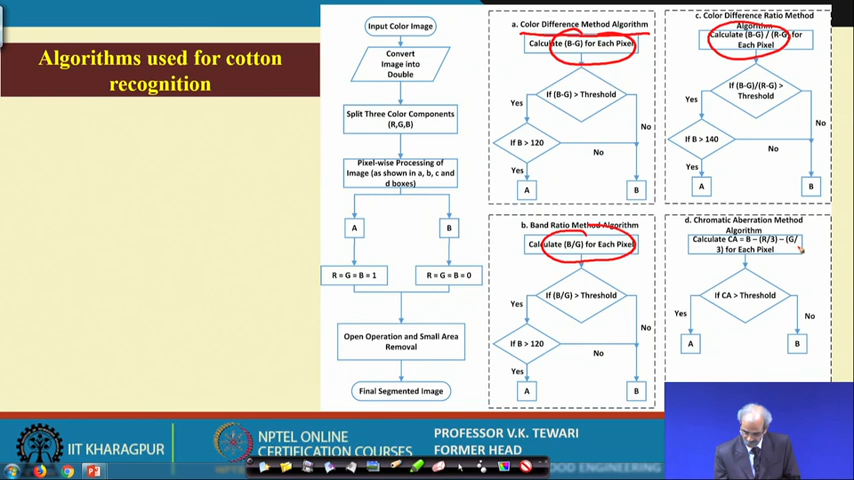 Algorithms used for cotton
recognition
Input Color Image
Convert
Image into
Double
Split Three Color Components
(R,G,B)
Pixel-wise Processing of
Image (as shown in a, b, c and
d boxes)
A
B
R = G = B = 1
R = G = B = 0
Open Operation and Small Area
Removal
Final Segmented Image
a. Color Difference Method Algorithm
Calculate (B-G) for Each Pixel
If (B-G) > Threshold
Yes
No
If B > 120
No
Yes
A
B
b. Band Ratio Method Algorithm
Calculate (B/G) for Each Pixel
If (B/G) > Threshold
Yes
No
If B > 120
No
Yes
A
B
c. Color Difference Ratio Method
Algorithm
Calculate (B-G) / (R-G) for
Each Pixel
If (B-G)/(R-G) >
Threshold
Yes
No
If B > 140
No
Yes
A
B
d. Chromatic Aberration Method
Algorithm
Calculate CA = B – (R/3) – (G/
3) for Each Pixel
If CA > Threshold
Yes
No
A
B
IIT KHARAGPUR
NPTEL ONLINE
CERTIFICATION COURSES
PROFESSOR V.K. TEWARI
FORMER HEAD
OOD ENGINEERING